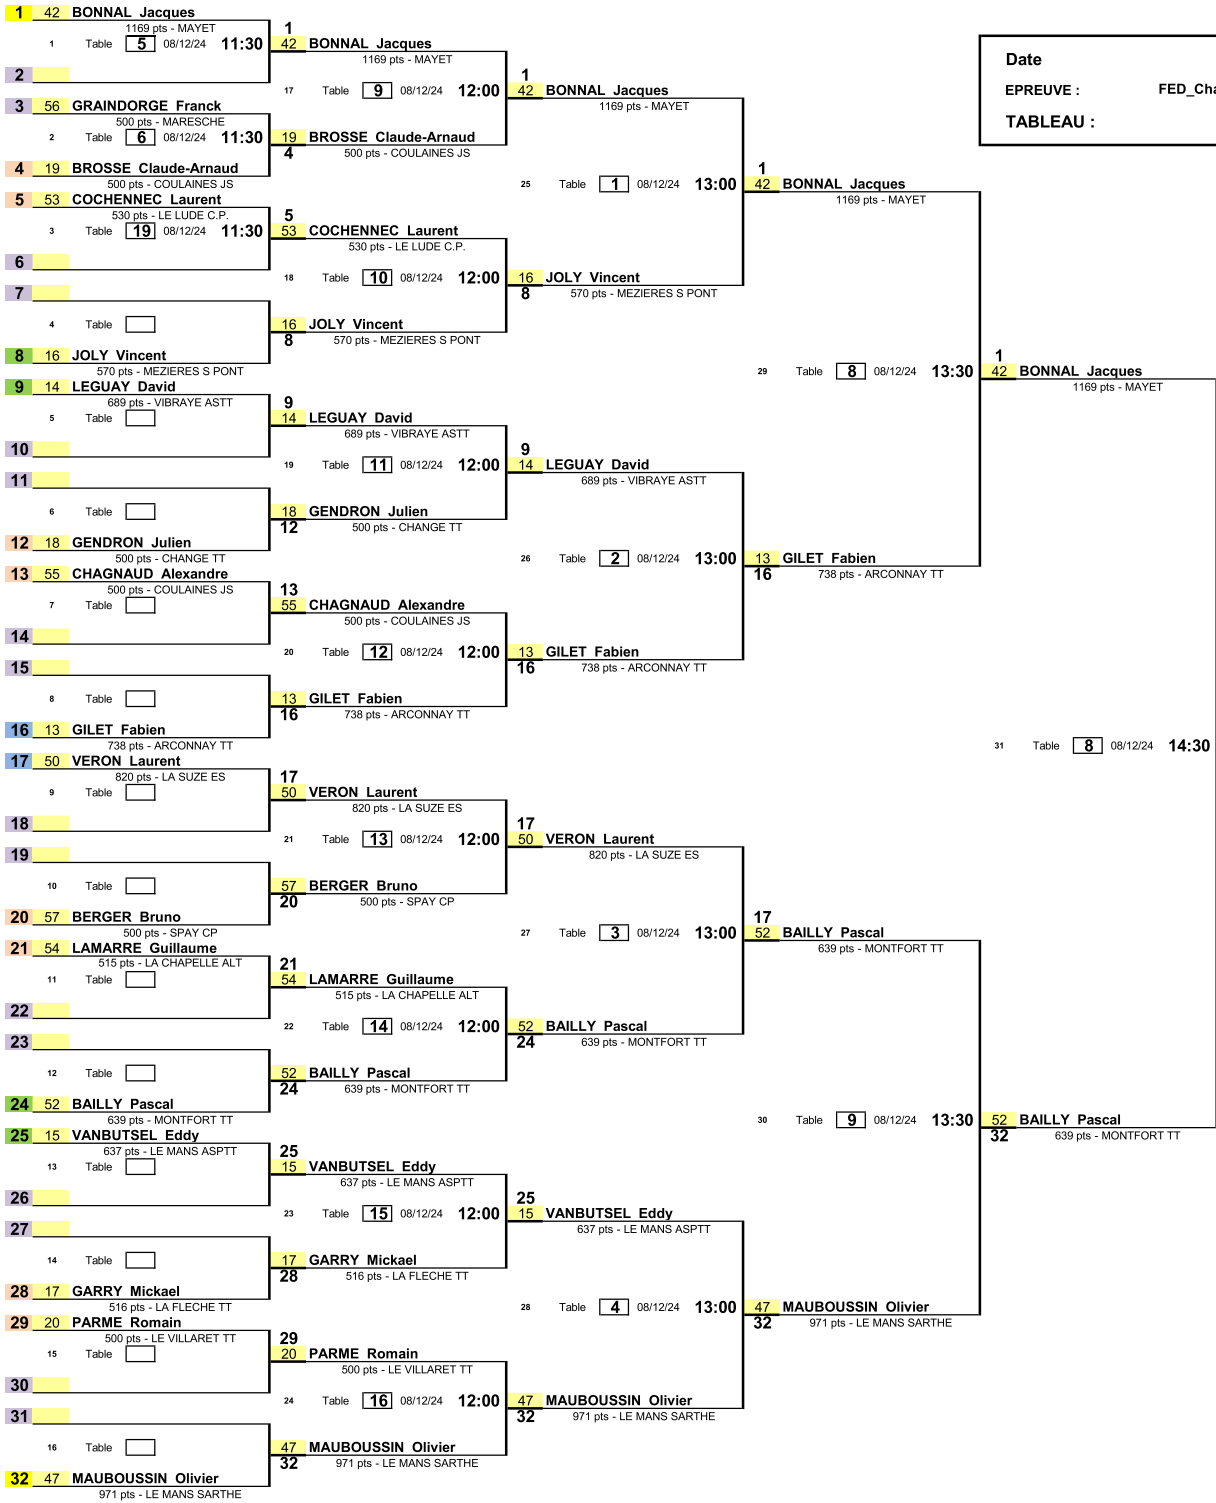 1 42 BONNAL Jacques
1169 pts - MAYET
1 Table 5 08/12/24 11:30
2
3 56 GRAINDORGE Franck
500 pts - MARESCHE
2 Table 6 08/12/24 11:30
4 19 BROSSE Claude-Arnaud
500 pts - COULAINES JS
5 53 COCHENNEC Laurent
530 pts - LE LUDE C.P.
3 Table 19 08/12/24 11:30
6
7
4 Table
8 16 JOLY Vincent
570 pts - MEZIERES S PONT
9 14 LEGUAY David
689 pts - VIBRAYE ASTT
5 Table
10
11
6 Table
12 18 GENDRON Julien
500 pts - CHANGE TT
13 55 CHAGNAUD Alexandre
500 pts - COULAINES JS
7 Table
14
15
8 Table
16 13 GILET Fabien
738 pts - ARCONNAY TT
17 50 VERON Laurent
820 pts - LA SUZE ES
9 Table
18
19
10 Table
20 57 BERGER Bruno
500 pts - SPAY CP
21 54 LAMARRE Guillaume
515 pts - LA CHAPELLE ALT
11 Table
22
23
12 Table
24 52 BAILLY Pascal
639 pts - MONTFORT TT
25 15 VANBUTSEL Eddy
637 pts - LE MANS ASPTT
13 Table
26
27
14 Table
28 17 GARRY Mickael
516 pts - LA FLECHE TT
29 20 PARME Romain
500 pts - LE VILLARET TT
15 Table
30
31
16 Table
32 47 MAUBOUSSIN Olivier
971 pts - LE MANS SARTHE
1
42 BONNAL Jacques
1169 pts - MAYET
17 Table 9 08/12/24 12:00
19 BROSSE Claude-Arnaud
4 500 pts - COULAINES JS
5
53 COCHENNEC Laurent
530 pts - LE LUDE C.P.
18 Table 10 08/12/24 12:00
16 JOLY Vincent
8 570 pts - MEZIERES S PONT
9
14 LEGUAY David
689 pts - VIBRAYE ASTT
19 Table 11 08/12/24 12:00
18 GENDRON Julien
12 500 pts - CHANGE TT
13
55 CHAGNAUD Alexandre
500 pts - COULAINES JS
20 Table 12 08/12/24 12:00
13 GILET Fabien
16 738 pts - ARCONNAY TT
17
50 VERON Laurent
820 pts - LA SUZE ES
21 Table 13 08/12/24 12:00
57 BERGER Bruno
20 500 pts - SPAY CP
21
54 LAMARRE Guillaume
515 pts - LA CHAPELLE ALT
22 Table 14 08/12/24 12:00
52 BAILLY Pascal
24 639 pts - MONTFORT TT
25
15 VANBUTSEL Eddy
637 pts - LE MANS ASPTT
23 Table 15 08/12/24 12:00
17 GARRY Mickael
28 516 pts - LA FLECHE TT
29
20 PARME Romain
500 pts - LE VILLARET TT
24 Table 16 08/12/24 12:00
47 MAUBOUSSIN Olivier
32 971 pts - LE MANS SARTHE
1
42 BONNAL Jacques
1169 pts - MAYET
25 Table 1 08/12/24 13:00
16 JOLY Vincent
8 570 pts - MEZIERES S PONT
9
14 LEGUAY David
689 pts - VIBRAYE ASTT
26 Table 2 08/12/24 13:00
13 GILET Fabien
16 738 pts - ARCONNAY TT
17
50 VERON Laurent
820 pts - LA SUZE ES
27 Table 3 08/12/24 13:00
52 BAILLY Pascal
24 639 pts - MONTFORT TT
25
15 VANBUTSEL Eddy
637 pts - LE MANS ASPTT
28 Table 4 08/12/24 13:00
47 MAUBOUSSIN Olivier
32 971 pts - LE MANS SARTHE
1
42 BONNAL Jacques
1169 pts - MAYET
29 Table 8 08/12/24 13:30
13 GILET Fabien
16 738 pts - ARCONNAY TT
17
52 BAILLY Pascal
639 pts - MONTFORT TT
30 Table 9 08/12/24 13:30
47 MAUBOUSSIN Olivier
32 971 pts - LE MANS SARTHE
Date
EPREUVE : FED_Cha
TABLEAU :
1
42 BONNAL Jacques
1169 pts - MAYET
31 Table 8 08/12/24 14:30
52 BAILLY Pascal
32 639 pts - MONTFORT TT